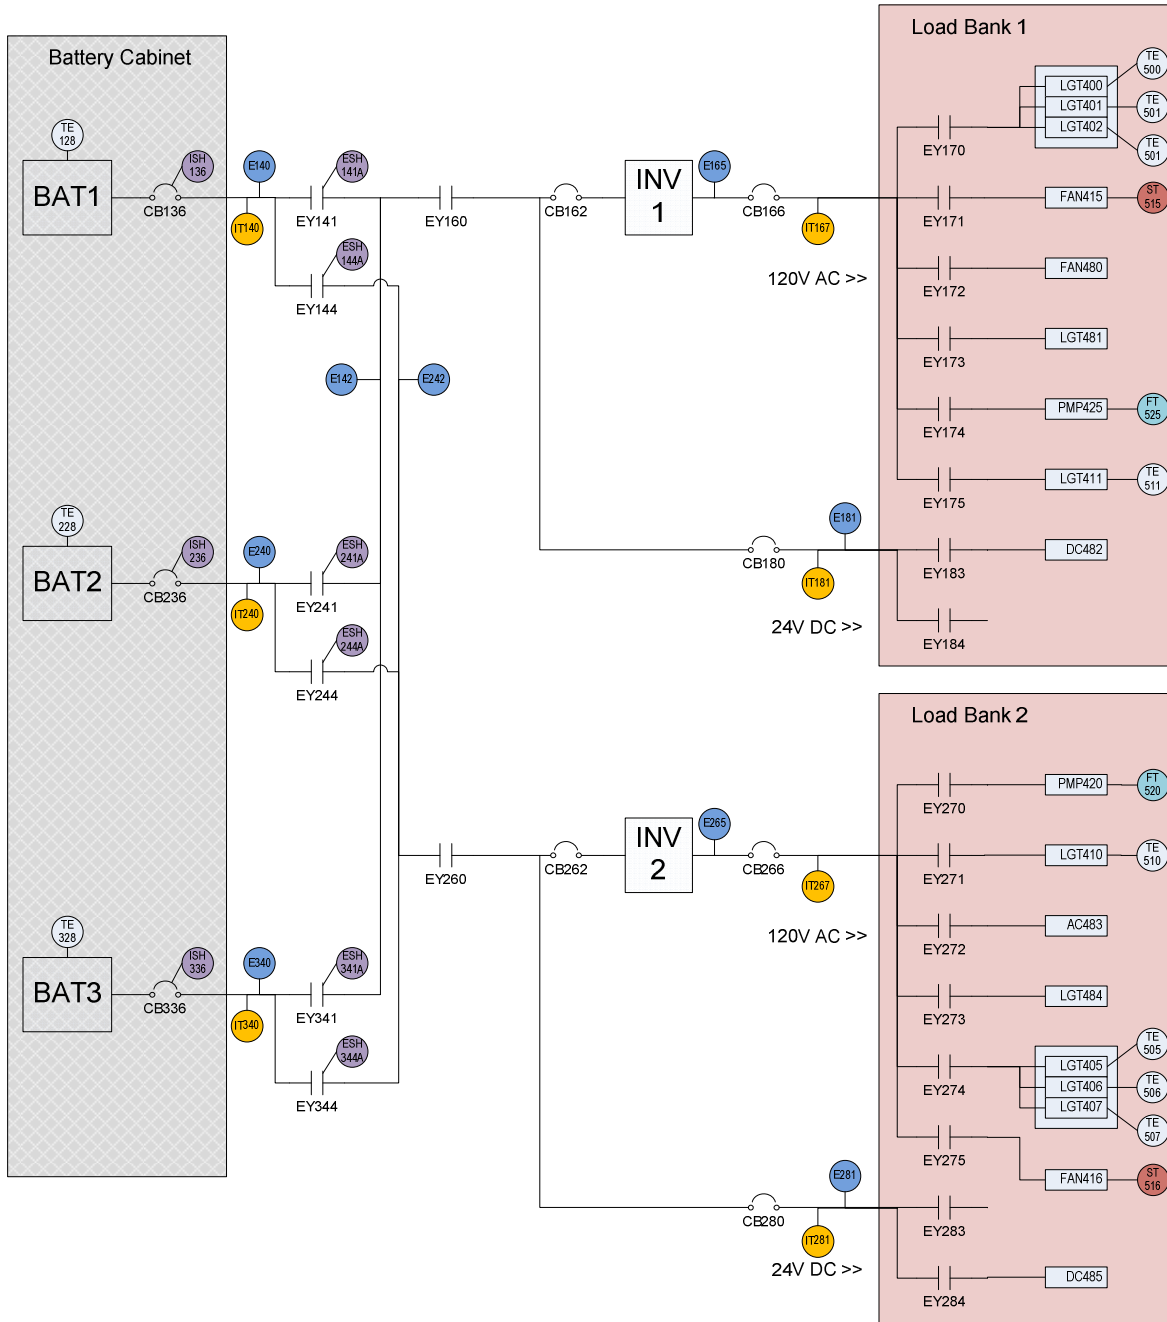 Battery Cabinet
TE
128
BAT1
ISH
136
CB136
E140
IT140
ESH
141A
EY141
ESH
144A
EY144
EY160
E142
E242
CB162
INV
1
E165
CB166
IT167
120V AC >>
Load Bank 1
EY170
LGT400
LGT401
LGT402
TE
500
TE
501
TE
501
EY171
FAN415
ST
515
EY172
FAN480
EY173
LGT481
EY174
PMP425
FT
525
EY175
LGT411
TE
511
CB180
E181
IT181
24V DC >>
EY183
DC482
EY184
TE
228
BAT2
ISH
236
CB236
E240
IT240
ESH
241A
EY241
ESH
244A
EY244
EY260
CB262
INV
2
E265
CB266
IT267
120V AC >>
Load Bank 2
EY270
PMP420
FT
520
EY271
LGT410
TE
510
EY272
AC483
EY273
LGT484
EY274
LGT405
LGT406
LGT407
TE
505
TE
506
TE
507
EY275
FAN416
ST
516
TE
328
BAT3
ISH
336
CB336
E340
IT340
ESH
341A
EY341
ESH
344A
EY344
CB280
E281
IT281
24V DC >>
EY283
EY284
DC485